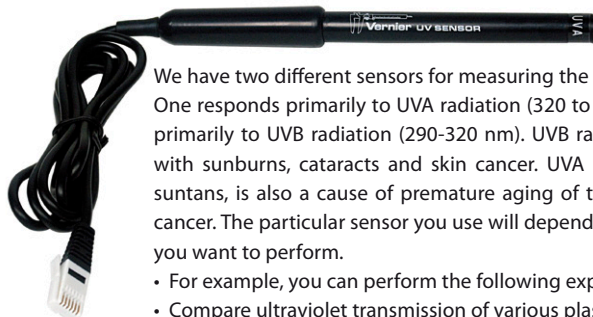 Vernier UV SENSOR UVA
We have two different sensors for measuring the
One responds primarily to UVA radiation (320 to
primarily to UVB radiation (290-320 nm). UVB ra
with sunburns, cataracts and skin cancer. UVA
suntans, is also a cause of premature aging of t
cancer. The particular sensor you use will depend
you want to perform.
• For example, you can perform the following exp
• Compare ultraviolet transmission of various plas